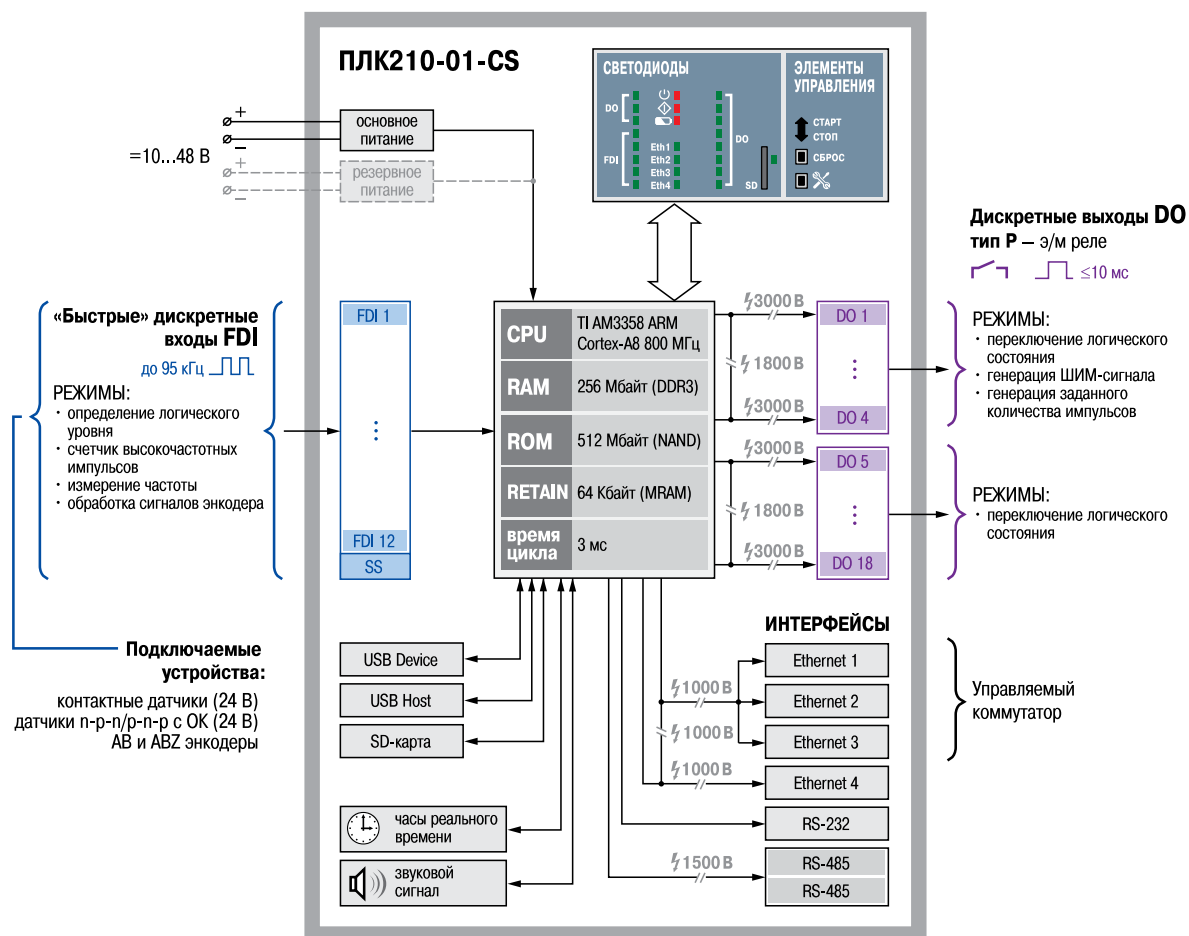 ПЛК210-01-CS
СВЕТОДИОДЫ
DO
FDI
Eth1
Eth2
Eth3
Eth4
DO
SD
ЭЛЕМЕНТЫ
УПРАВЛЕНИЯ
СТАРТ
СТОП
СБРОС
+
–
=10...48 В
+
–
основное
питание
резервное
питание
«Быстрые» дискретные
входы FDI
до 95 кГц
РЕЖИМЫ:
· определение логического
уровня
· счетчик высокочастотных
импульсов
· измерение частоты
· обработка сигналов энкодера
FDI 1
⋮
FDI 12
SS
CPU
TI AM3358 ARM
Cortex-A8 800 МГц
RAM
256 Мбайт (DDR3)
ROM
512 Мбайт (NAND)
RETAIN
64 Кбайт (MRAM)
время
цикла
3 мс
3000 В
1800 В
3000 В
3000 В
1800 В
3000 В
DO 1
⋮
DO 4
DO 5
⋮
DO 18
Дискретные выходы DO
тип Р – э/м реле
≤10 мс
РЕЖИМЫ:
· переключение логического
состояния
· генерация ШИМ-сигнала
· генерация заданного
количества импульсов
РЕЖИМЫ:
· переключение логического
состояния
Подключаемые
устройства:
контактные датчики (24 В)
датчики n-p-n/p-n-p с ОК (24 В)
АВ и ABZ энкодеры
USB Device
USB Host
SD-карта
часы реального
времени
звуковой
сигнал
ИНТЕРФЕЙСЫ
1000 В
1000 В
1000 В
1500 В
Ethernet 1
Ethernet 2
Ethernet 3
Ethernet 4
RS-232
RS-485
RS-485
Управляемый
коммутатор